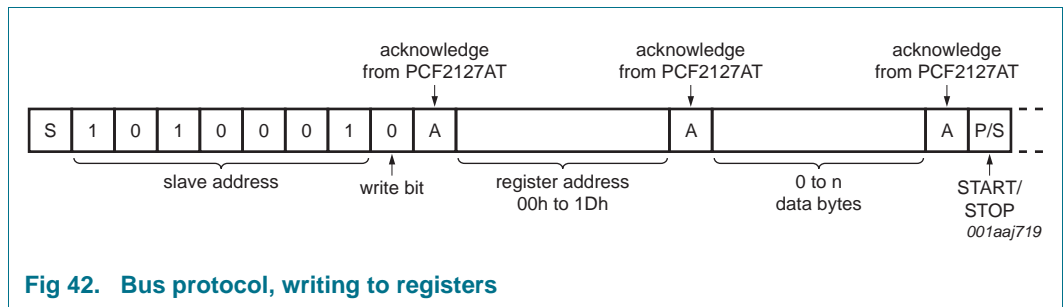 acknowledge
from PCF2127AT
acknowledge
from PCF2127AT
acknowledge
from PCF2127AT
S 1 0 1 0 0 0 1 0 A A A P/S
slave address
write bit
register address
00h to 1Dh
0 to n
data bytes
START/
STOP
001aaj719
Fig 42. Bus protocol, writing to registers